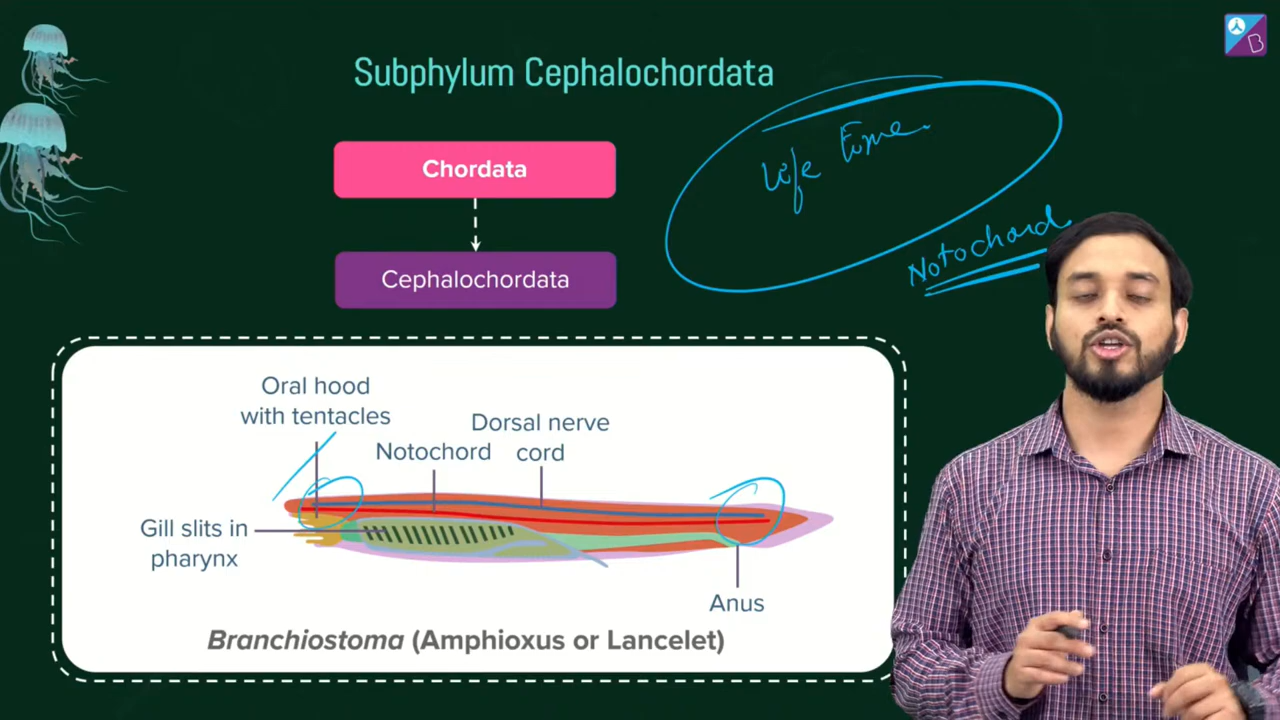 Subphylum Cephalochordata
Chordata
Life time.
Notochord
Cephalochordata
Oral hood
with tentacles
Notochord
Dorsal nerve
cord
Gill slits in
pharynx
Anus
Branchiostoma (Amphioxus or Lancelet)
B